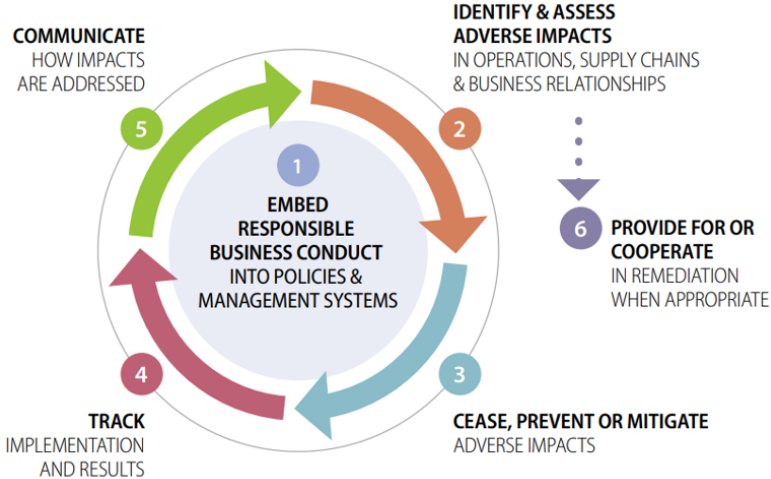 1
EMBED
RESPONSIBLE
BUSINESS CONDUCT
INTO POLICIES &
MANAGEMENT SYSTEMS
2
IDENTIFY & ASSESS
ADVERSE IMPACTS
IN OPERATIONS, SUPPLY CHAINS
& BUSINESS RELATIONSHIPS
3
CEASE, PREVENT OR MITIGATE
ADVERSE IMPACTS
4
TRACK
IMPLEMENTATION
AND RESULTS
5
COMMUNICATE
HOW IMPACTS
ARE ADDRESSED
6
PROVIDE FOR OR
COOPERATE
IN REMEDIATION
WHEN APPROPRIATE